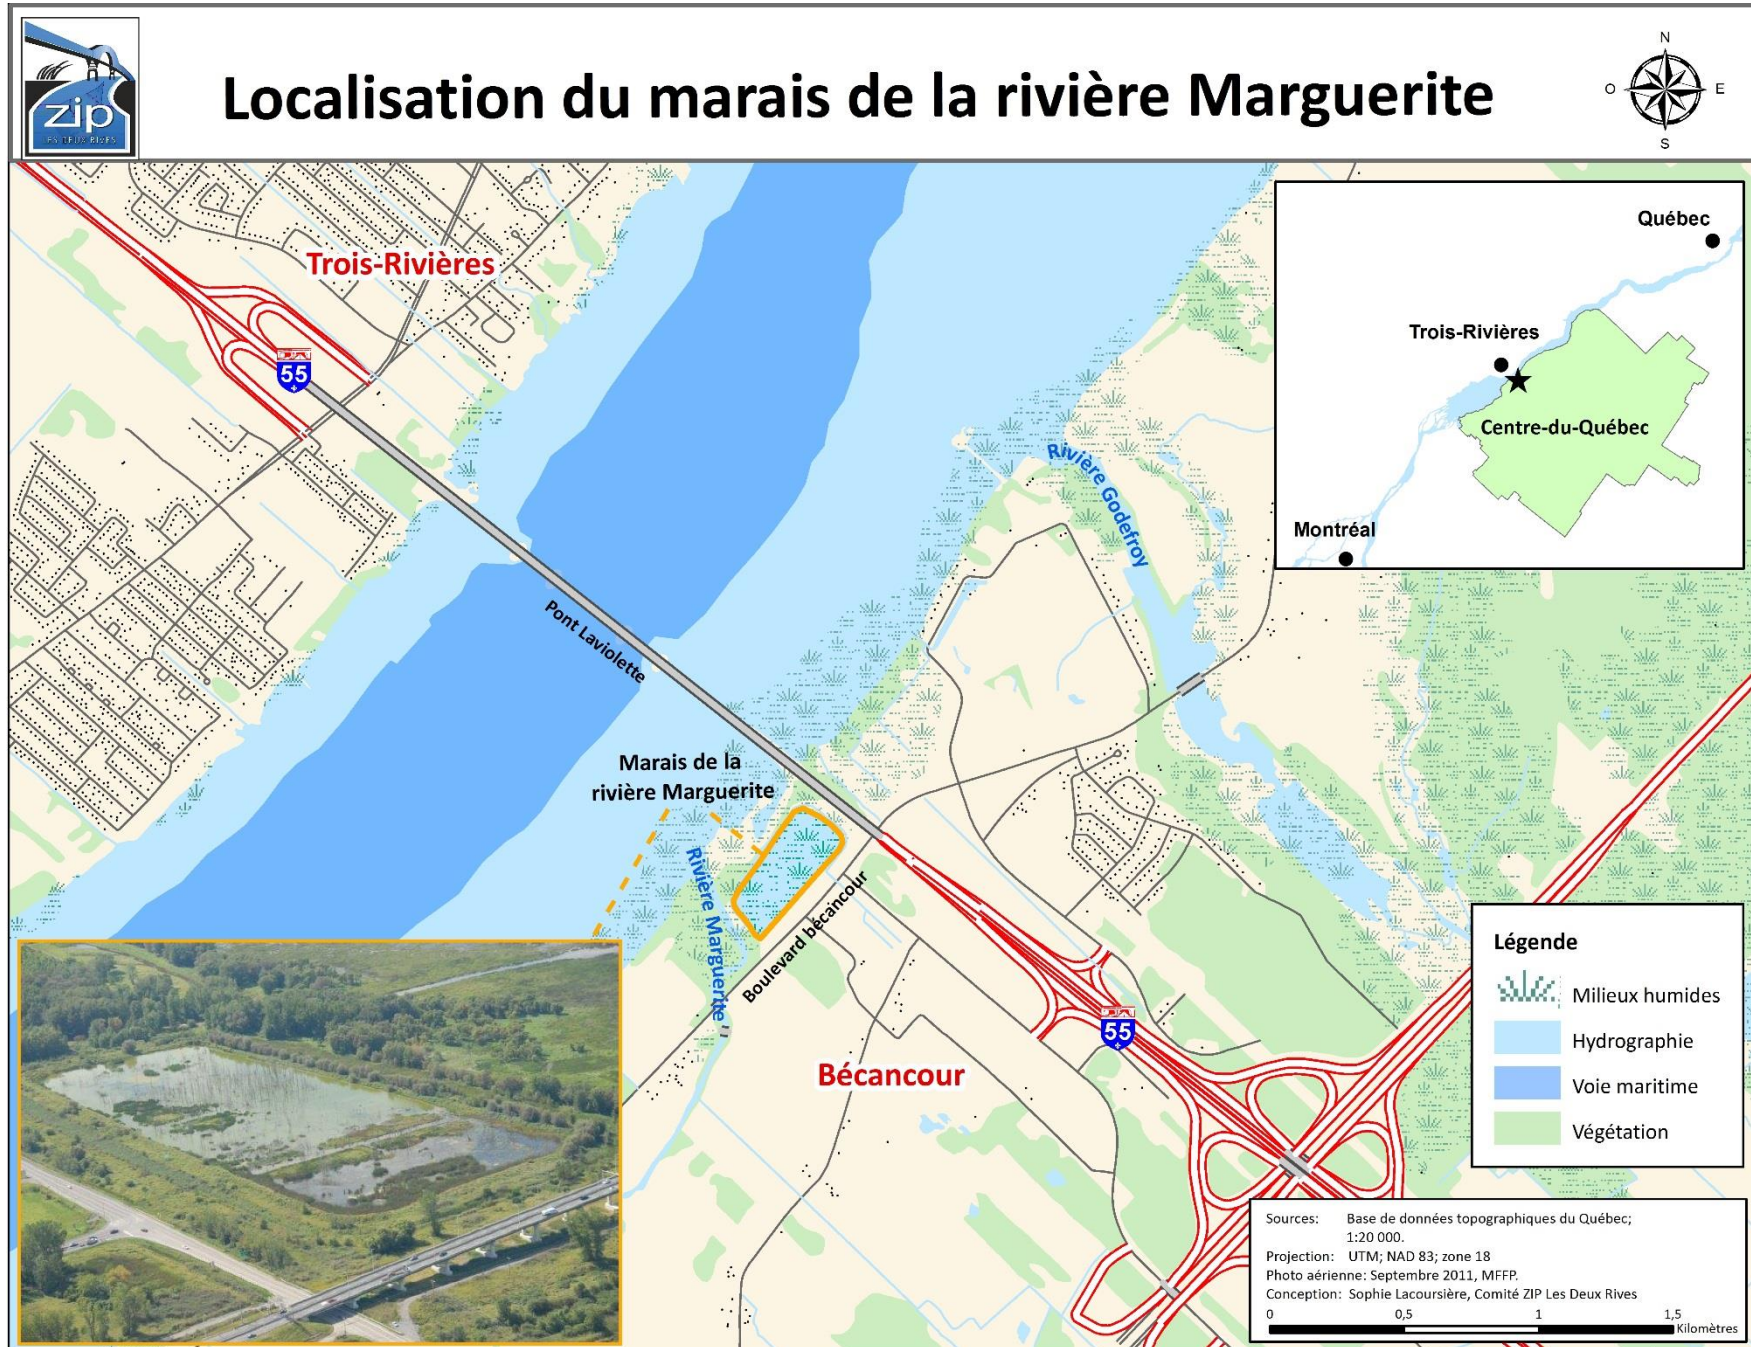 zip
LES DEUX RIVES
Localisation du marais de la rivière Marguerite
N
O
E
S
Trois-Rivières
55
Pont Laviolette
Marais de la
rivière Marguerite
Rivière Marguerite
Boulevard bécancour
Rivière Godefroy
Bécancour
55
Québec
Trois-Rivières
Centre-du-Québec
Montréal
Légende
Milieux humides
Hydrographie
Voie maritime
Végétation
Sources: Base de données topographiques du Québec;
1:20 000.
Projection: UTM; NAD 83; zone 18
Photo aérienne: Septembre 2011, MFFP.
Conception: Sophie Lacoursière, Comité ZIP Les Deux Rives
0 0,5 1 1,5
Kilomètres